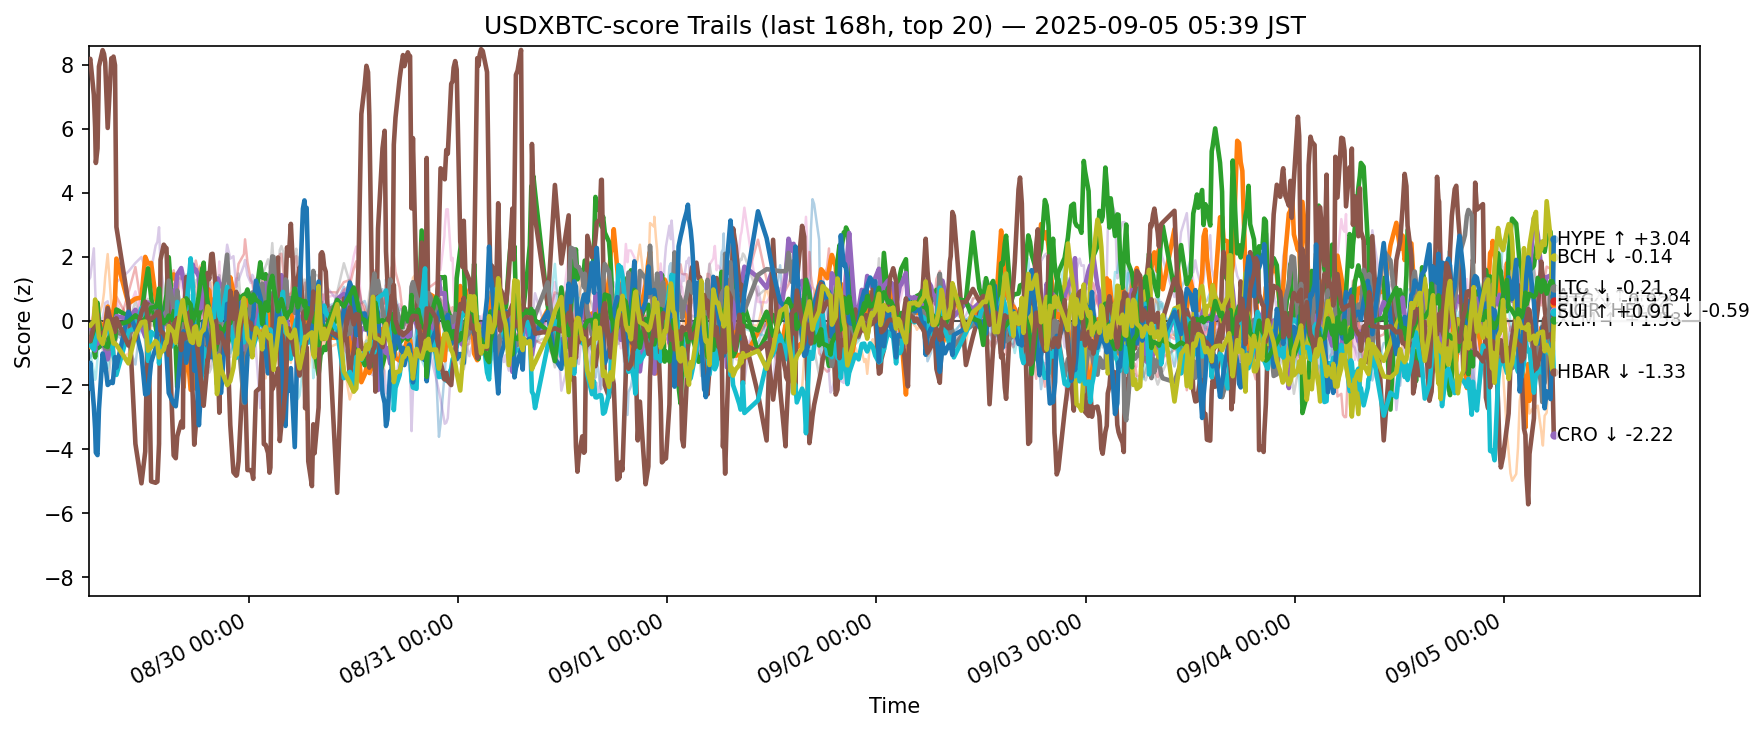 USDXBTC-score Trails (last 168h, top 20) — 2025-09-05 05:39 JST
Score (z)
8
6
4
2
0
−2
−4
−6
−8
HYPE ↑ +3.04
BCH ↓ -0.14
LTC ↓ -0.21
SUI ↑ +0.91
↓ -0.59
HBAR ↓ -1.33
CRO ↓ -2.22
08/30 00:00
08/31 00:00
09/01 00:00
09/02 00:00
09/03 00:00
09/04 00:00
09/05 00:00
Time